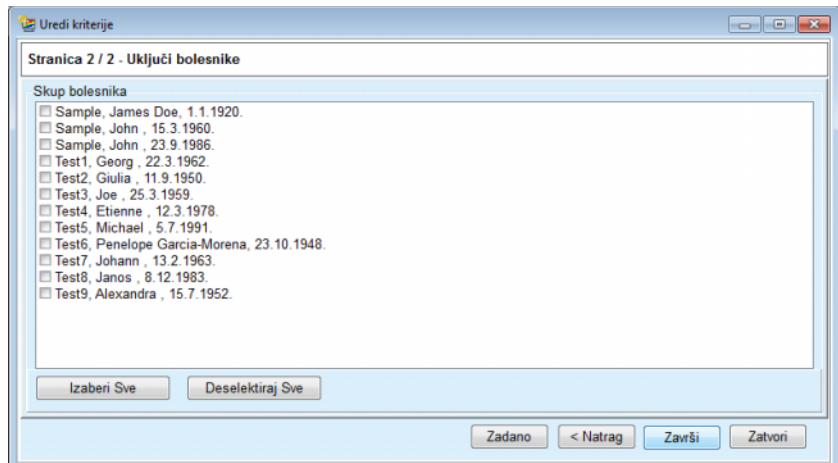 Uredi kriterije
Stranica 2 / 2 - Uključi bolesnike
Skup bolesnika
Sample, James Doe, 1.1.1920.
Sample, John , 15.3.1960.
Sample, John , 23.9.1986.
Test1, Georg , 22.3.1962.
Test2, Giulia , 11.9.1950.
Test3, Joe , 25.3.1959.
Test4, Etienne , 12.3.1978.
Test5, Michael , 5.7.1991.
Test6, Penelope Garcia-Morena, 23.10.1948.
Test7, Johann , 13.2.1963.
Test8, Janos , 8.12.1983.
Test9, Alexandra , 15.7.1952.
Izaberi Sve Deselektiraj Sve
Zadano < Natrag Završi Zatvori